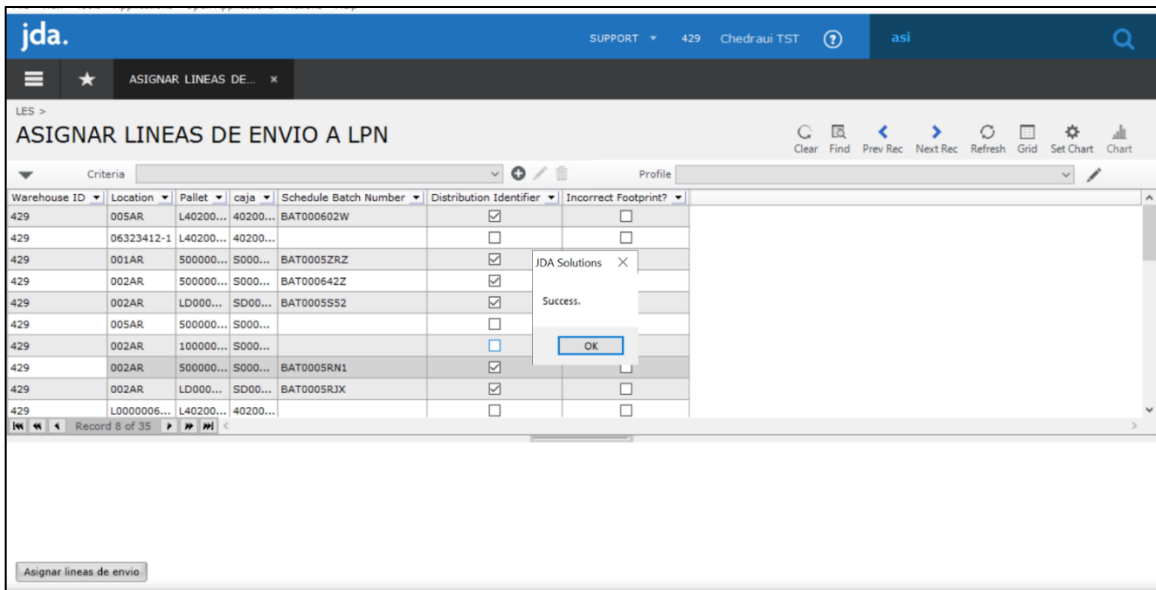 jda.
SUPPORT 429 Chedraui TST ? asi
ASIGNAR LINEAS DE... ×
LES >
ASIGNAR LINEAS DE ENVIO A LPN
Clear Find Prev Rec Next Rec Refresh Grid Set Chart Chart
Criteria Profile
Warehouse ID Location Pallet caja Schedule Batch Number Distribution Identifier Incorrect Footprint?
429 005AR L40200... 40200... BAT000602W
429 06323412-1 L40200... 40200...
429 001AR 500000... S000... BAT0005ZRZ
429 002AR 500000... S000... BAT000642Z
429 002AR LD000... SD00... BAT0005S52
429 005AR 500000... S000...
429 002AR 100000... S000...
429 002AR 500000... S000... BAT0005RN1
429 002AR LD000... SD00... BAT0005RJX
429 L0000006... L40200... 40200...
JDA Solutions
Success.
OK
Record 8 of 35
Asignar lineas de envio